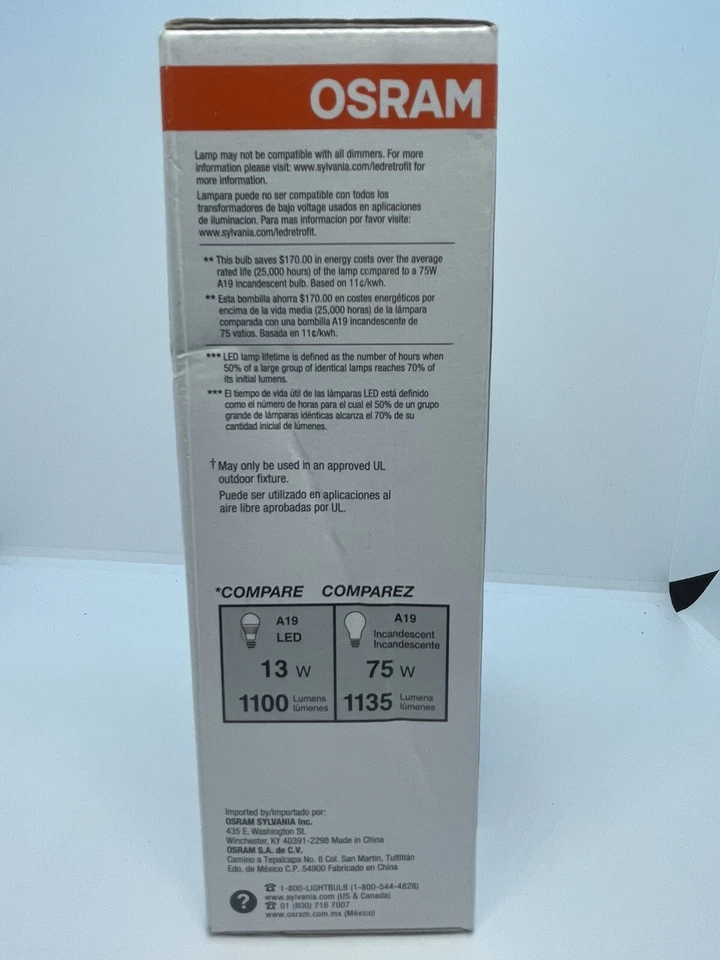 OSRAM
Lamp may not be compatible with all dimmers. For more
information please visit: www.sylvania.com/ledretrofit for
more information.
Lampara puede no ser compatible con todos los
transformadores de bajo voltage usados en aplicaciones
de iluminacion. Para mas informacion por favor visite:
www.sylvania.com/ledretrofit.
** This bulb saves $170.00 in energy costs over the average
rated life (25,000 hours) of the lamp compared to a 75W
A19 incandescent bulb. Based on 11¢/kwh.
** Esta bombilla ahorra $170.00 en costes energéticos por
encima de la vida media (25,000 horas) de la lámpara
comparada con una bombilla A19 incandescente de
75 vatios. Basada en 11¢/kwh.
*** LED lamp lifetime is defined as the number of hours when
50% of a large group of identical lamps reaches 70% of
its initial lumens.
*** El tiempo de vida útil de las lámparas LED está definido
como el número de horas para el cual el 50% de un grupo
grande de lámparas idénticas alcanza el 70% de su
cantidad inicial de lúmenes.
† May only be used in an approved UL
outdoor fixture.
Puede ser utilizado en aplicaciones al
aire libre aprobadas por UL.
*COMPARE COMPAREZ
A19
LED
13 W
1100 Lumens
lúmenes
A19
Incandescent
Incandescente
75 W
1135 Lumens
lúmenes
Imported by/Importado por:
OSRAM SYLVANIA Inc.
435 E. Washington St.
Winchester, KY 40391-2298 Made in China
OSRAM S.A. de C.V.
Camino a Tepalcapa No. 8 Col. San Martin, Tultitlán
Edo. de México C.P. 54900 Fabricado en China
?
☎ 1-800-LIGHTBULB (1-800-544-4828)
www.sylvania.com (US & Canada)
☎ 01 (800) 716 7007
www.osram.com.mx (México)